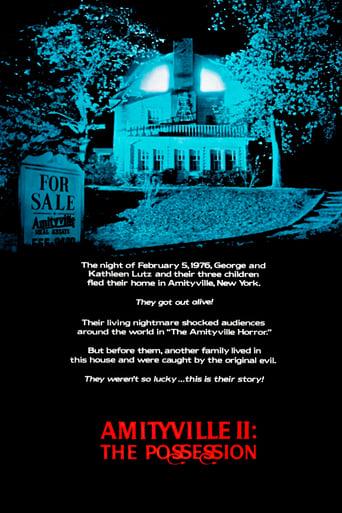 FOR
SALE
Amityville
REAL ESTATE
The night of February 5, 1976, George and
Kathleen Lutz and their three children
fled their home in Amityville, New York.
They got out alive!
Their living nightmare shocked audiences
around the world in "The Amityville Horror."
But before them, another family lived in
this house and were caught by the original evil.
They weren't so lucky...this is their story!
AMITYVILLE II:
THE POSSESSION